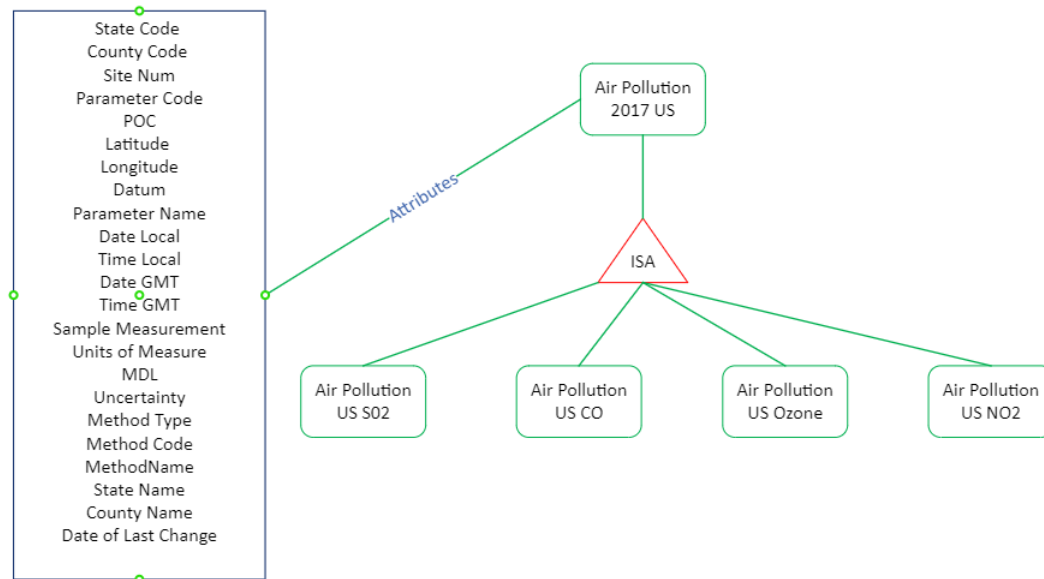 State Code
County Code
Site Num
Parameter Code
POC
Latitude
Longitude
Datum
Parameter Name
Date Local
Time Local
Date GMT
Time GMT
Sample Measurement
Units of Measure
MDL
Uncertainty
Method Type
Method Code
MethodName
State Name
County Name
Date of Last Change
Attributes
Air Pollution
2017 US
ISA
Air Pollution
US S02
Air Pollution
US CO
Air Pollution
US Ozone
Air Pollution
US NO2